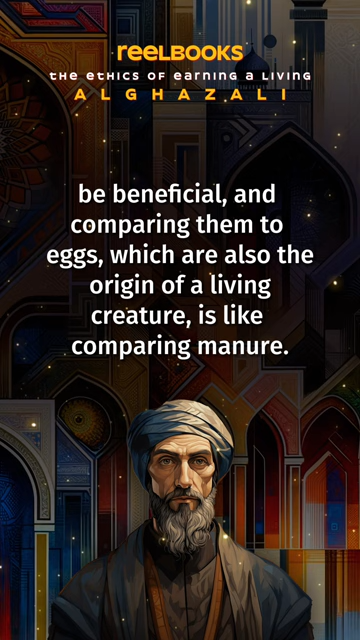 reelbooks
the ethics of earning a living
ALGHAZALI
be beneficial, and
comparing them to
eggs, which are also the
origin of a living
creature, is like
comparing manure.